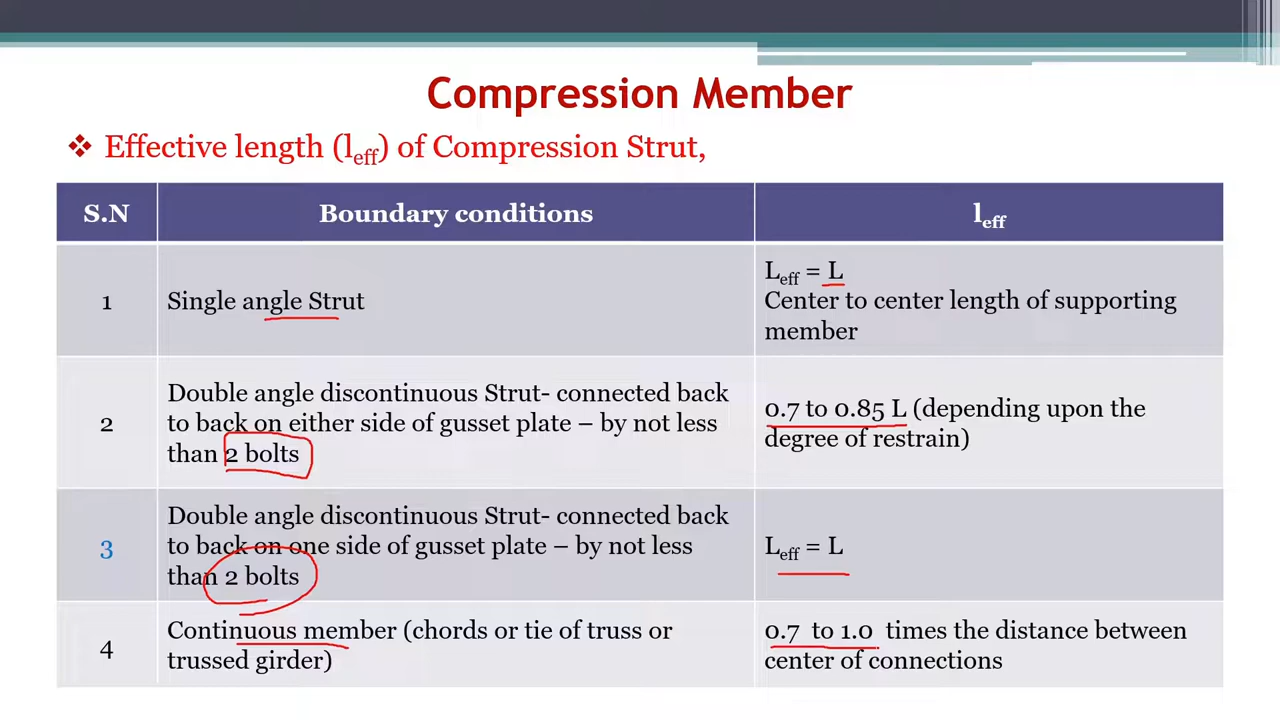 Compression Member
❖ Effective length (leff) of Compression Strut,
S.N Boundary conditions leff
1 Single angle Strut Leff = L
Center to center length of supporting
member
2 Double angle discontinuous Strut- connected back
to back on either side of gusset plate – by not less
than 2 bolts
0.7 to 0.85 L (depending upon the
degree of restrain)
3 Double angle discontinuous Strut- connected back
to back on one side of gusset plate – by not less
than 2 bolts
Leff = L
4 Continuous member (chords or tie of truss or
trussed girder)
0.7 to 1.0 times the distance between
center of connections